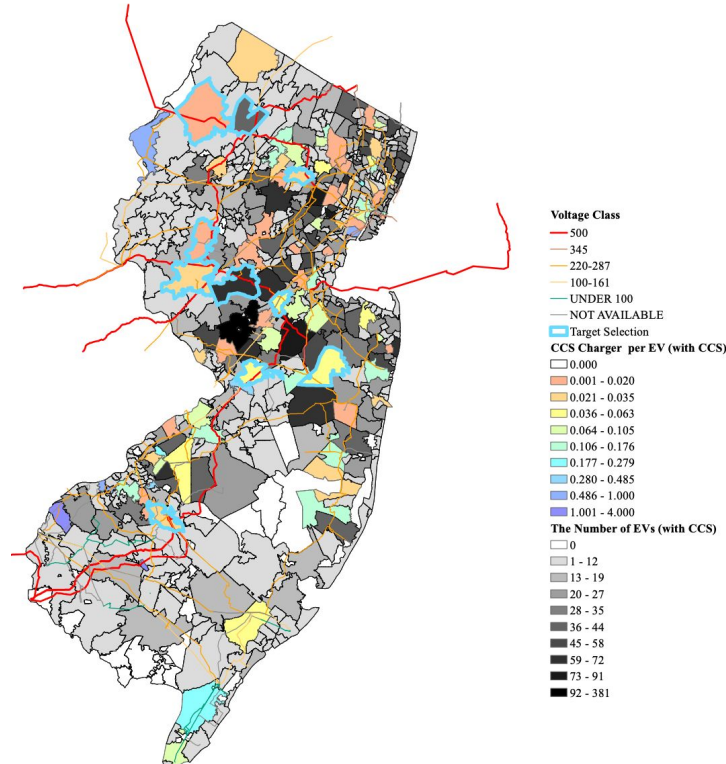 Voltage Class
500
345
220-287
100-161
UNDER 100
NOT AVAILABLE
Target Selection
CCS Charger per EV (with CCS)
0.000
0.001 - 0.020
0.021 - 0.035
0.036 - 0.063
0.064 - 0.105
0.106 - 0.176
0.177 - 0.279
0.280 - 0.485
0.486 - 1.000
1.001 - 4.000
The Number of EVs (with CCS)
0
1 - 12
13 - 19
20 - 27
28 - 35
36 - 44
45 - 58
59 - 72
73 - 91
92 - 381